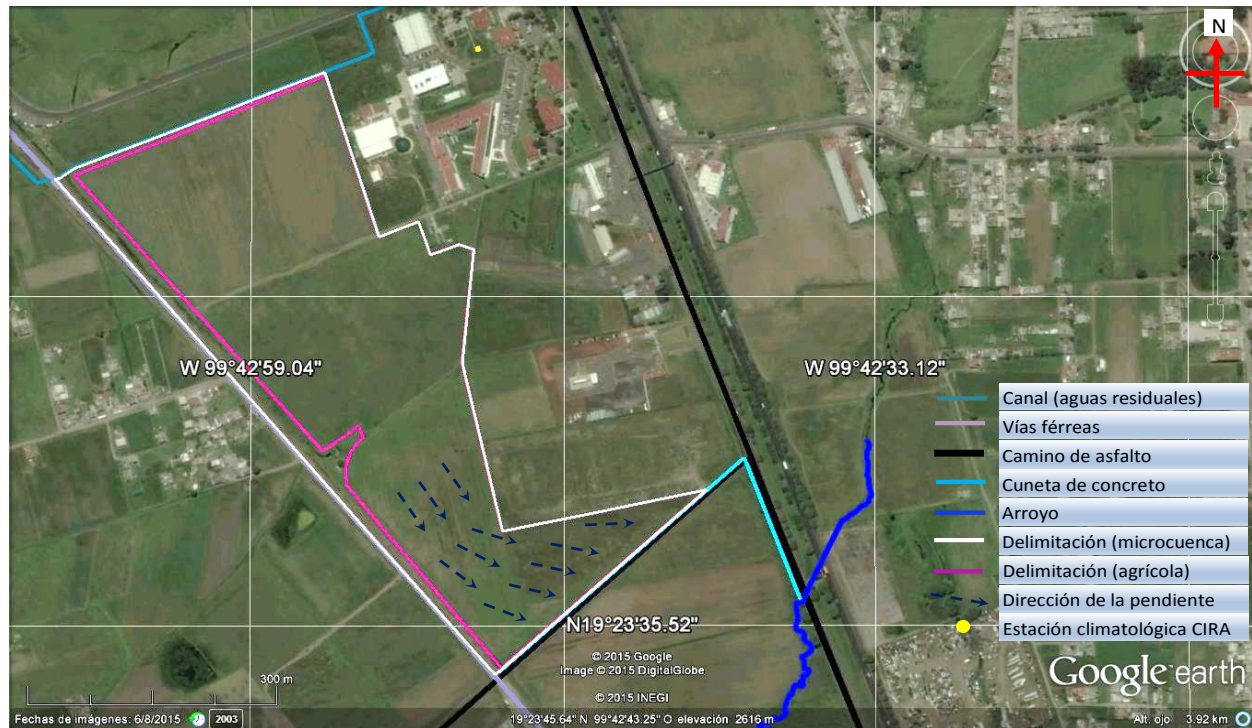 N
W 99°42'59.04"
W 99°42'33.12"
Canal (aguas residuales)
Vías férreas
Camino de asfalto
Cuneta de concreto
Arroyo
Delimitación (microcuenca)
Delimitación (agrícola)
Dirección de la pendiente
Estación climatológica CIRA
N19°23'35.52"
© 2015 Google
Image © 2015 DigitalGlobe
© 2015 INEGI
Google earth
300 m
Fechas de imágenes: 6/8/2015 2003
19°23'45.64" N 99°42'43.25" O elevación 2616 m
Alt. ojo 3.92 km